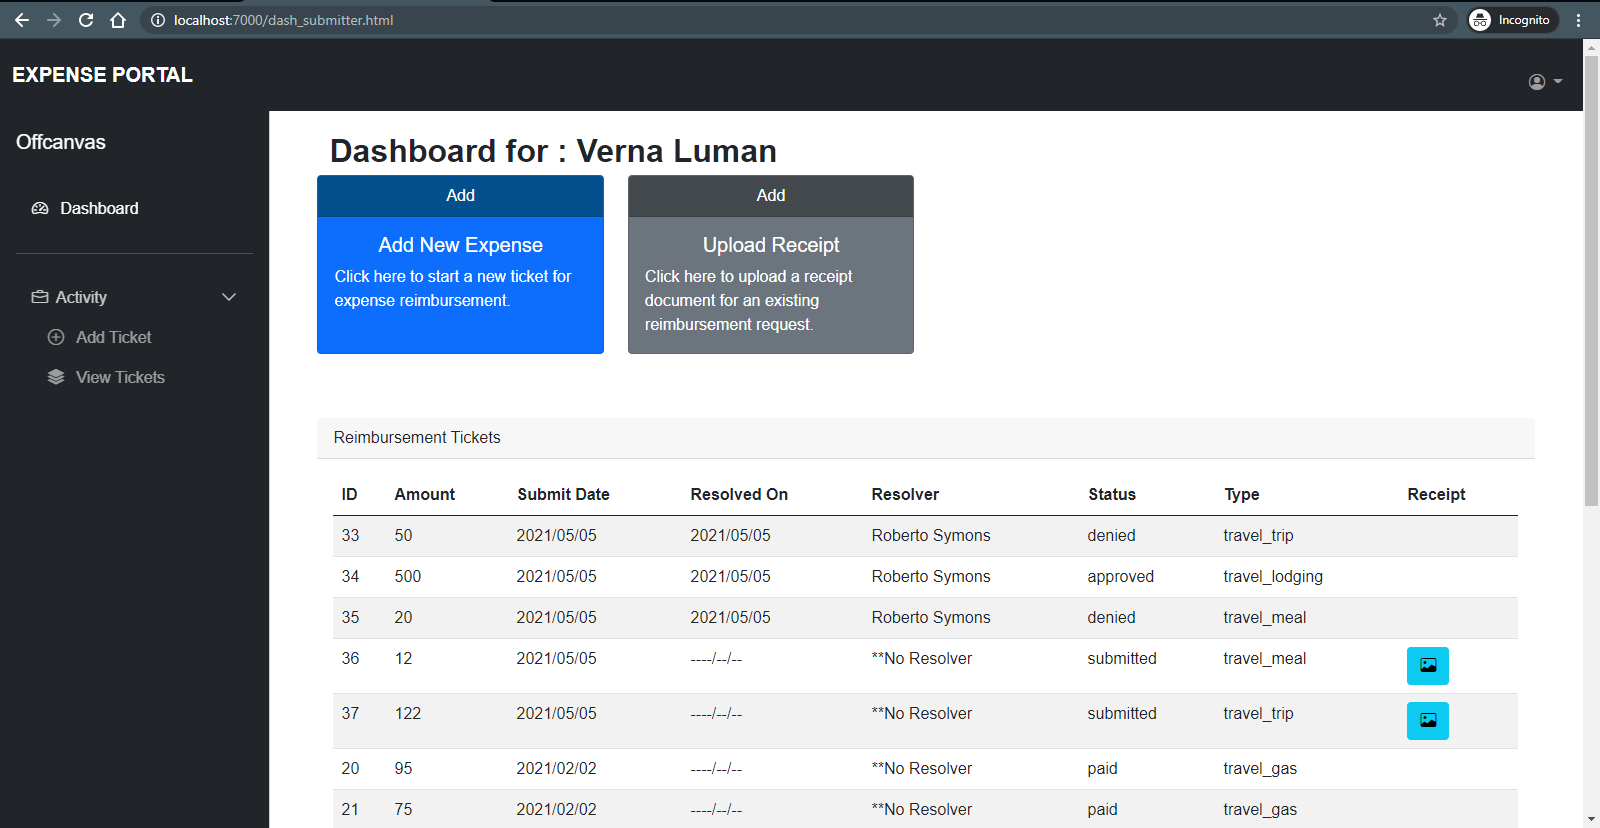 localhost:7000/dash_submitter.html
Incognito
EXPENSE PORTAL
Offcanvas
Dashboard
Activity
Add Ticket
View Tickets
Dashboard for : Verna Luman
Add
Add New Expense
Click here to start a new ticket for
expense reimbursement.
Add
Upload Receipt
Click here to upload a receipt
document for an existing
reimbursement request.
Reimbursement Tickets
ID Amount Submit Date Resolved On Resolver Status Type Receipt
33 50 2021/05/05 2021/05/05 Roberto Symons denied travel_trip
34 500 2021/05/05 2021/05/05 Roberto Symons approved travel_lodging
35 20 2021/05/05 2021/05/05 Roberto Symons denied travel_meal
36 12 2021/05/05 ----/--/-- **No Resolver submitted travel_meal
37 122 2021/05/05 ----/--/-- **No Resolver submitted travel_trip
20 95 2021/02/02 ----/--/-- **No Resolver paid travel_gas
21 75 2021/02/02 ----/--/-- **No Resolver paid travel_gas